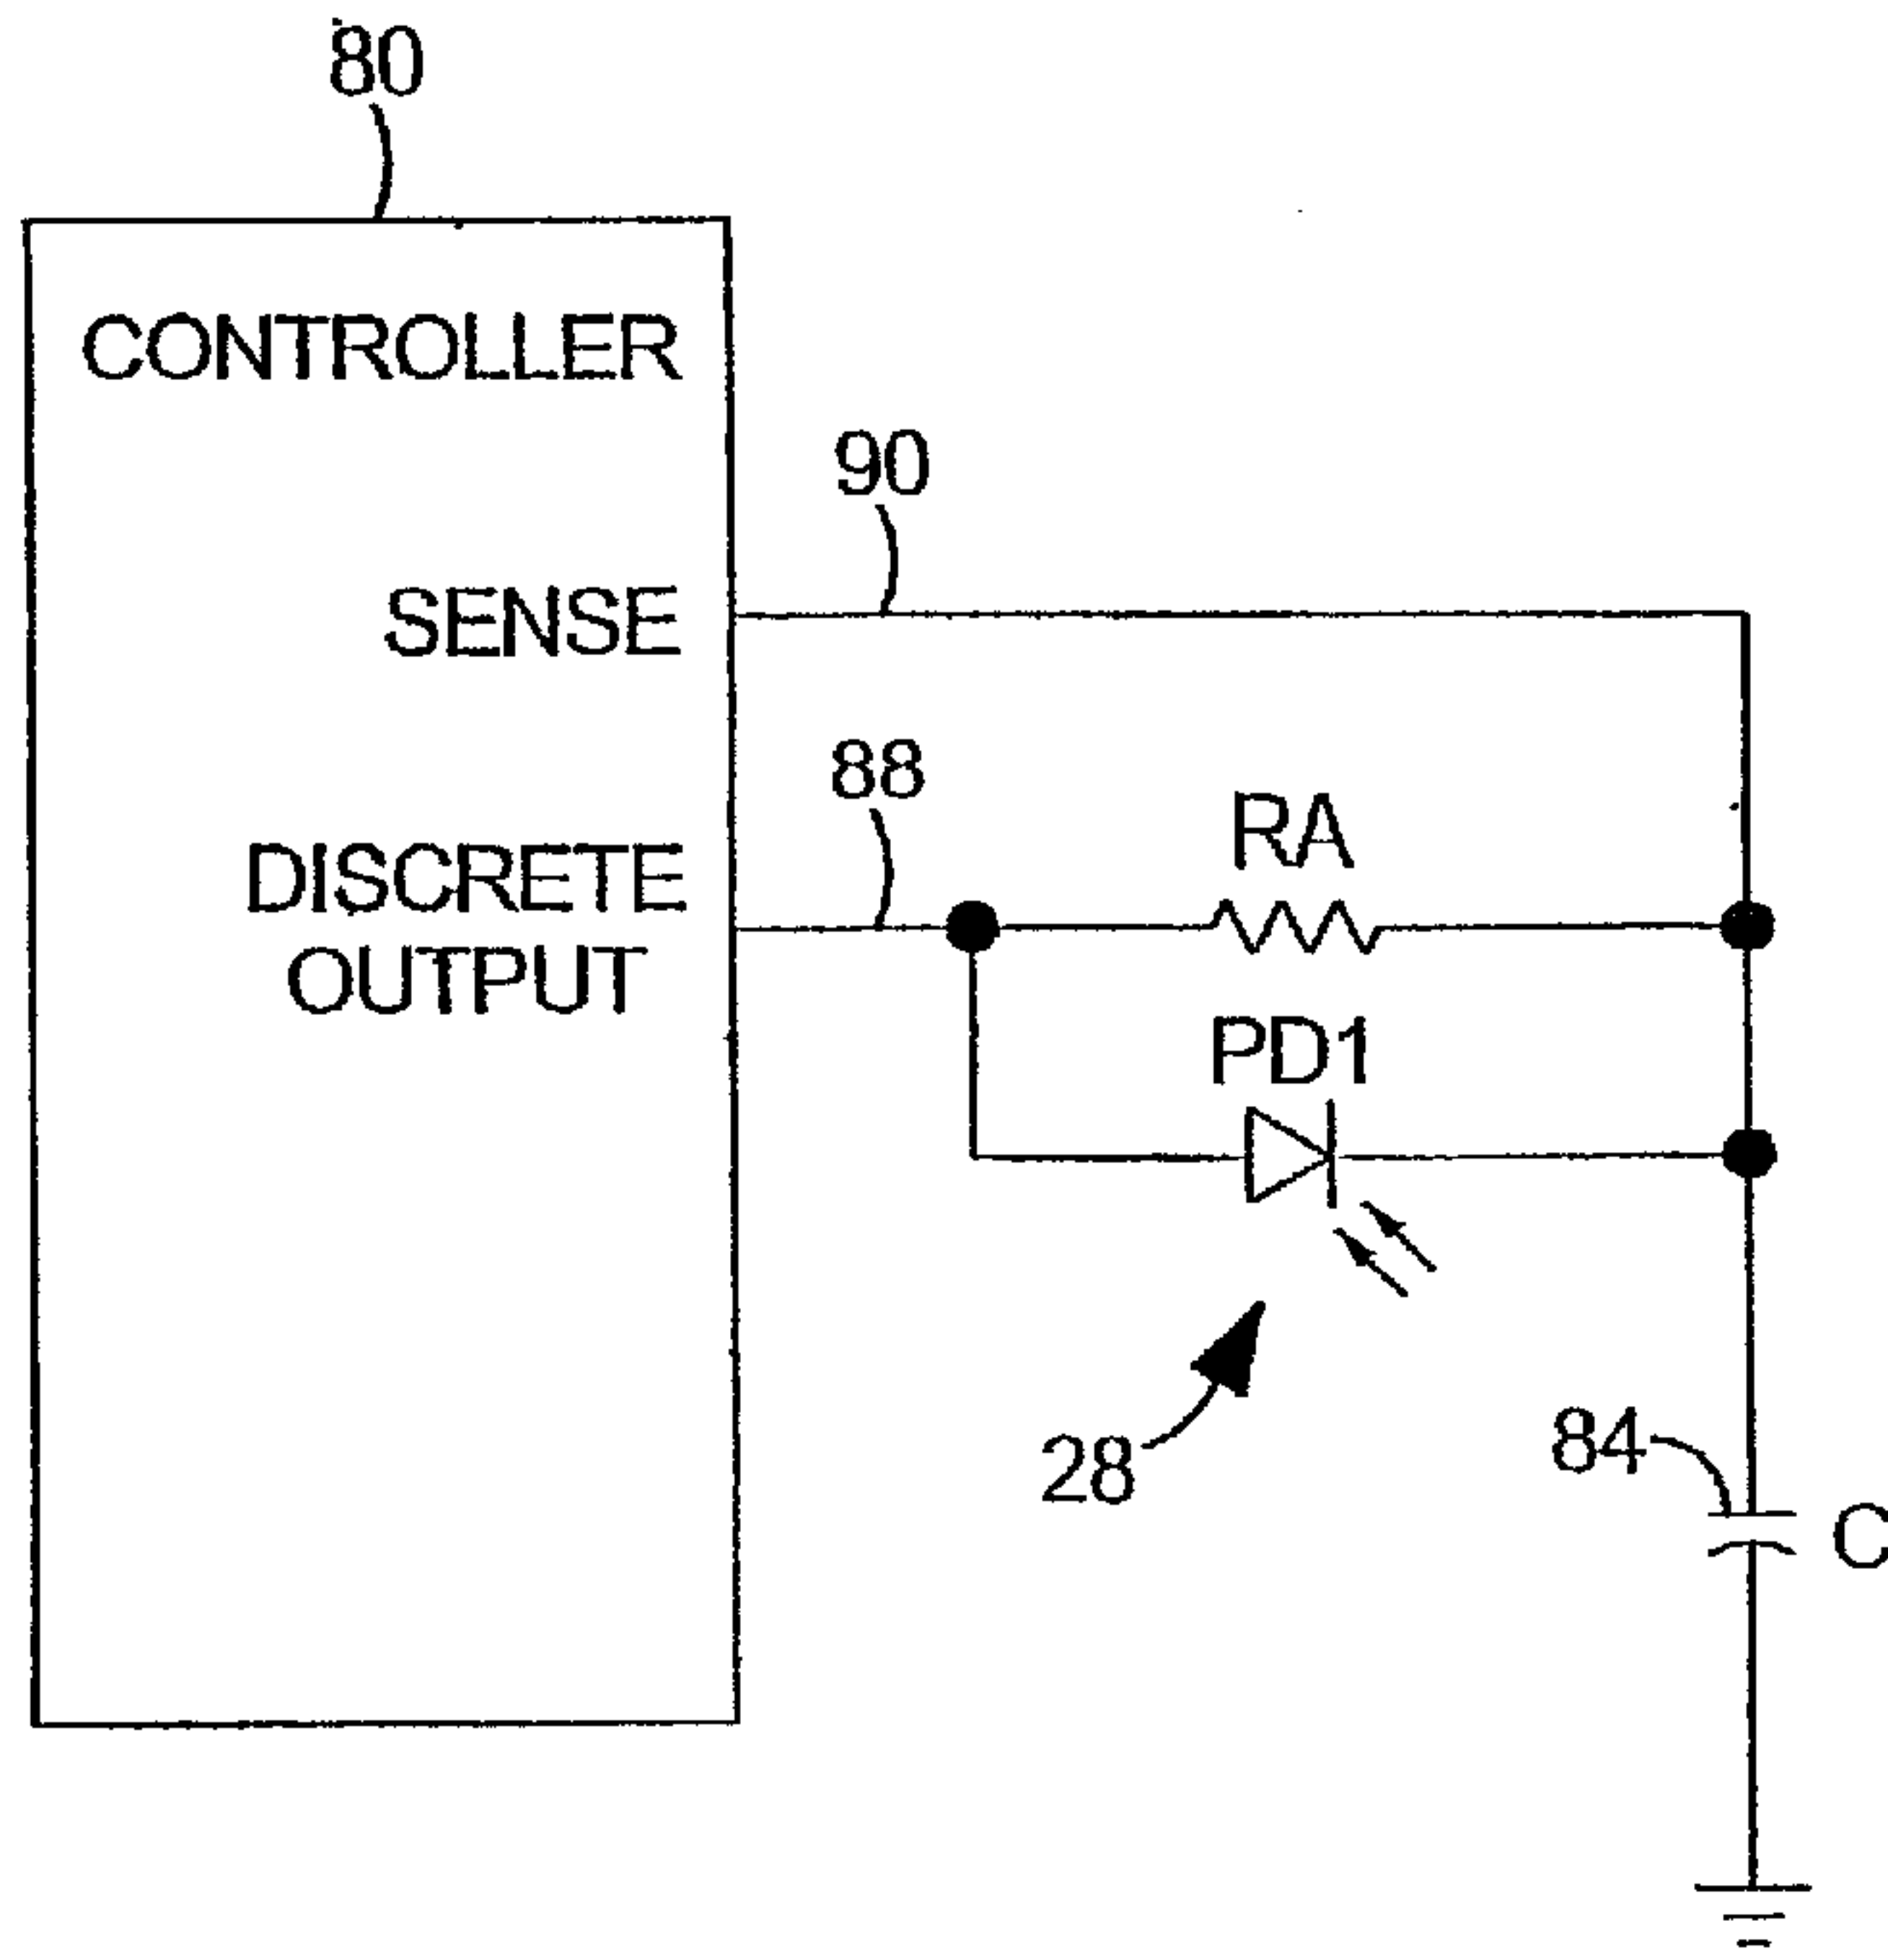 80
CONTROLLER
90
SENSE
88
RA
DISCRETE
OUTPUT
PD1
28
84
C